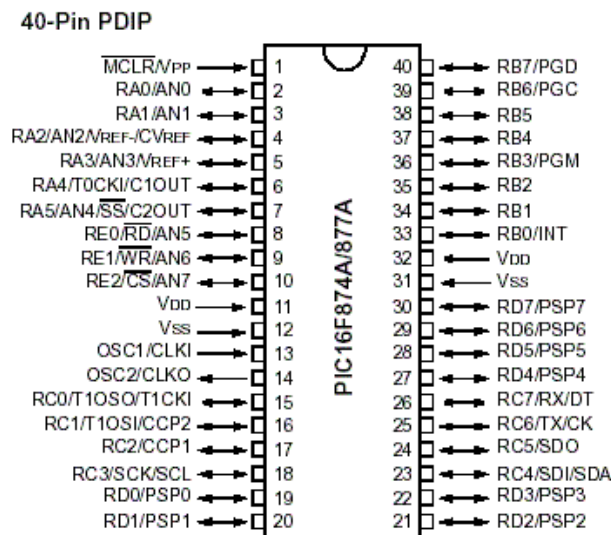 40-Pin PDIP
MCLR/VPP 1 40 RB7/PGD
RA0/AN0 2 39 RB6/PGC
RA1/AN1 3 38 RB5
RA2/AN2/VREF-/CVREF 4 37 RB4
RA3/AN3/VREF+ 5 36 RB3/PGM
RA4/T0CKI/C1OUT 6 35 RB2
RA5/AN4/SS/C2OUT 7 34 RB1
RE0/RD/AN5 8 33 RB0/INT
RE1/WR/AN6 9 32 VDD
RE2/CS/AN7 10 31 VSS
VDD 11 30 RD7/PSP7
VSS 12 29 RD6/PSP6
OSC1/CLKI 13 28 RD5/PSP5
OSC2/CLKO 14 27 RD4/PSP4
RC0/T1OSO/T1CKI 15 26 RC7/RX/DT
RC1/T1OSI/CCP2 16 25 RC6/TX/CK
RC2/CCP1 17 24 RC5/SDO
RC3/SCK/SCL 18 23 RC4/SDI/SDA
RD0/PSP0 19 22 RD3/PSP3
RD1/PSP1 20 21 RD2/PSP2
PIC16F874A/877A